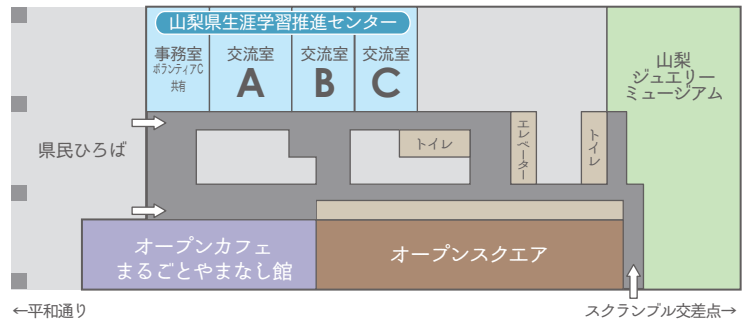 山梨県生涯学習推進センター
事務室
ボランティアC
共有
交流室
A
交流室
B
交流室
C
山梨
ジュエリー
ミュージアム
県民ひろば
トイレ
エレベーター
トイレ
オープンカフェ
まるごとやまなし館
オープンスクエア
←平和通り
スクランブル交差点→